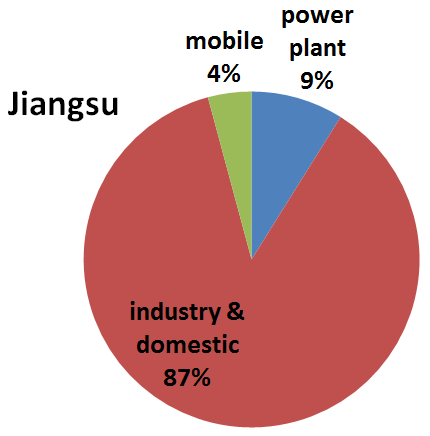 power
plant
9%
mobile
4%
Jiangsu
industry &
domestic
87%